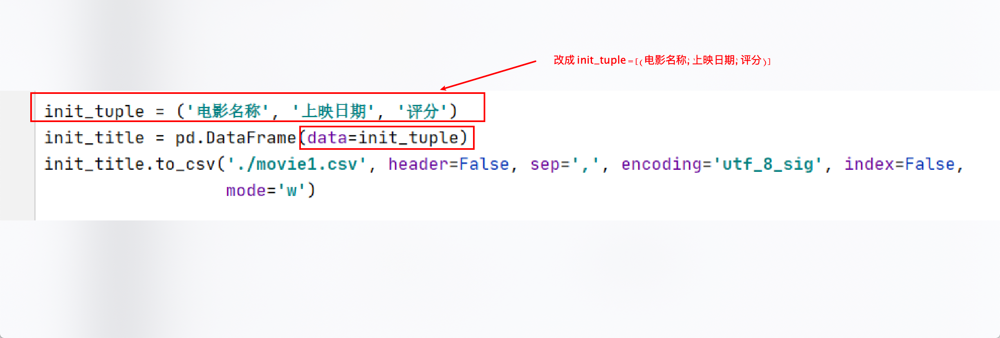 改成 init_tuple = [(电影名称; 上映日期; 评分)]
init_tuple = ('电影名称', '上映日期', '评分')
init_title = pd.DataFrame(data=init_tuple)
init_title.to_csv('./movie1.csv', header=False, sep=',', encoding='utf_8_sig', index=False,
mode='w')